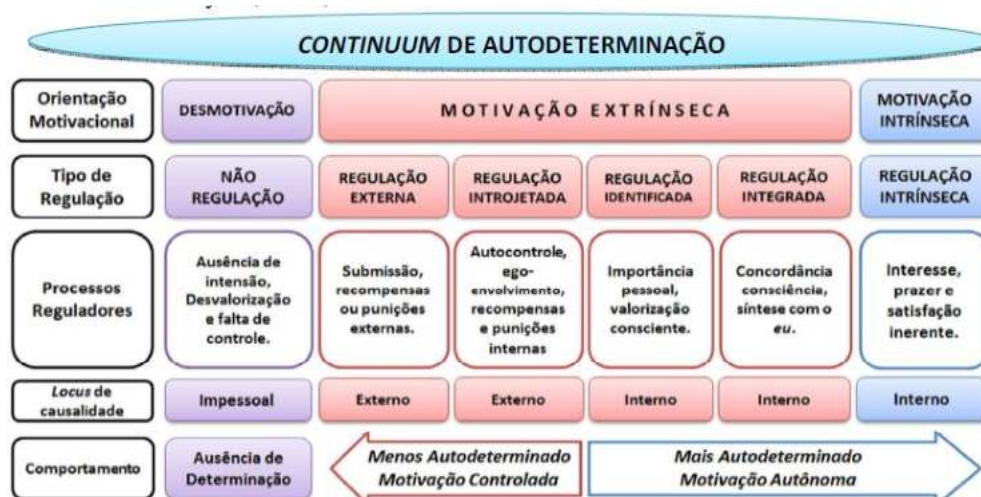 CONTINUUM DE AUTODETERMINAÇÃO
Orientação
Motivacional
DESMOTIVAÇÃO
MOTIVAÇÃO EXTRÍNSECA
MOTIVAÇÃO
INTRÍNSECA
Tipo de
Regulação
NÃO
REGULAÇÃO
REGULAÇÃO
EXTERNA
REGULAÇÃO
INTROJETADA
REGULAÇÃO
IDENTIFICADA
REGULAÇÃO
INTEGRADA
REGULAÇÃO
INTRÍNSECA
Processos
Reguladores
Ausência de
intensão,
Desvalorização
e falta de
controle.
Submissão,
recompensas
ou punições
externas.
Autocontrole,
ego-
envolvimento,
recompensas
e punições
internas
Importância
pessoal,
valorização
consciente.
Concordância
consciência,
síntese com o
eu.
Interesse,
prazer e
satisfação
inerente.
Locus de
causalidade
Impessoal
Externo
Externo
Interno
Interno
Interno
Comportamento
Ausência de
Determinação
Menos Autodeterminado
Motivação Controlada
Mais Autodeterminado
Motivação Autônoma